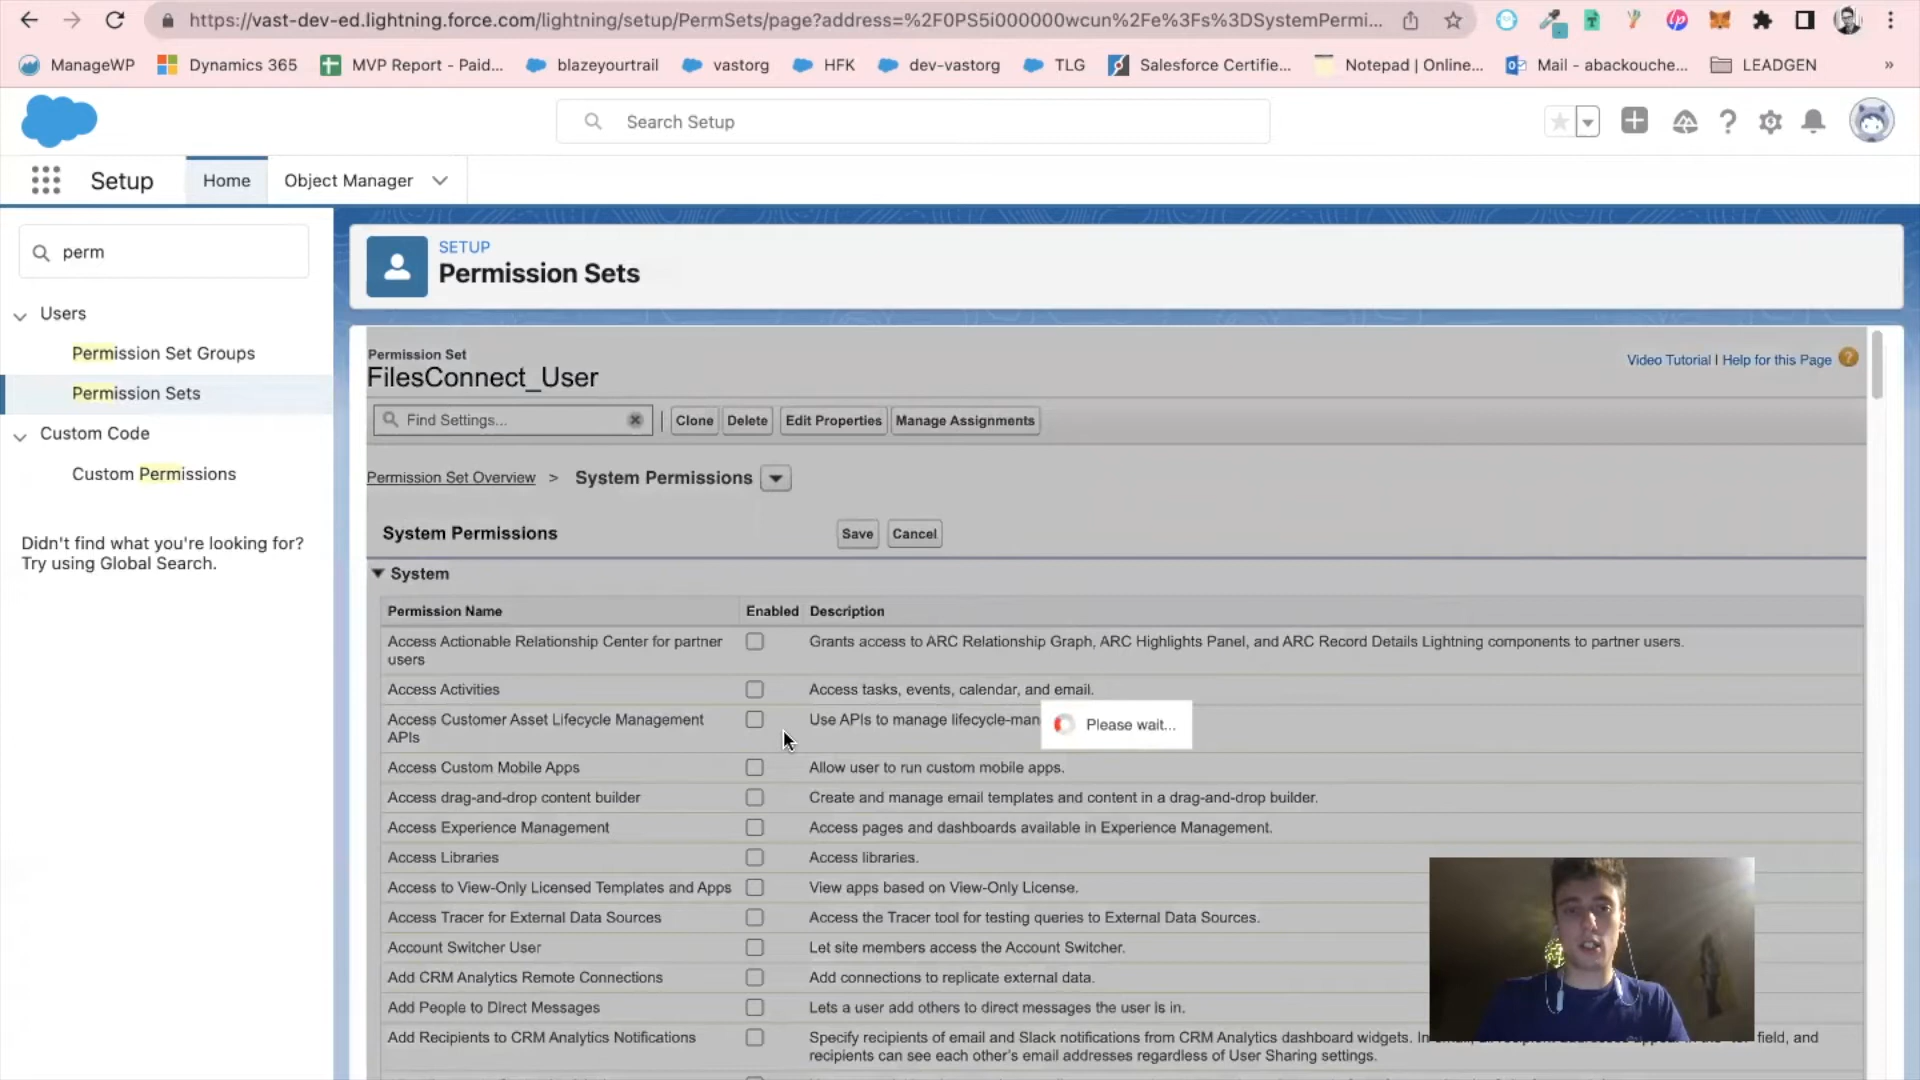 https://vast-dev-ed.lightning.force.com/lightning/setup/PermSets/page?address=%2F0PS5i000000wcun%2Fe%3Fs%3DSystemPermi...
ManageWP
Dynamics 365
MVP Report - Paid...
blazeyourtrail
vastorg
HFK
dev-vastorg
TLG
Salesforce Certifie...
Notepad | Online...
Mail - abackouche...
LEADGEN
»
Search Setup
Setup
Home
Object Manager
perm
Users
Permission Set Groups
Permission Sets
Custom Code
Custom Permissions
Didn't find what you're looking for?
Try using Global Search.
SETUP
Permission Sets
Permission Set
FilesConnect_User
Video Tutorial | Help for this Page
Find Settings...
Clone
Delete
Edit Properties
Manage Assignments
Permission Set Overview > System Permissions
System Permissions
Save
Cancel
System
Permission Name Enabled Description
Access Actionable Relationship Center for partner
users
Grants access to ARC Relationship Graph, ARC Highlights Panel, and ARC Record Details Lightning components to partner users.
Access Activities
Access tasks, events, calendar, and email.
Access Customer Asset Lifecycle Management
APIs
Use APIs to manage lifecycle-man
Please wait...
Access Custom Mobile Apps
Allow user to run custom mobile apps.
Access drag-and-drop content builder
Create and manage email templates and content in a drag-and-drop builder.
Access Experience Management
Access pages and dashboards available in Experience Management.
Access Libraries
Access libraries.
Access to View-Only Licensed Templates and Apps
View apps based on View-Only License.
Access Tracer for External Data Sources
Access the Tracer tool for testing queries to External Data Sources.
Account Switcher User
Let site members access the Account Switcher.
Add CRM Analytics Remote Connections
Add connections to replicate external data.
Add People to Direct Messages
Lets a user add others to direct messages the user is in.
Add Recipients to CRM Analytics Notifications
Specify recipients of email and Slack notifications from CRM Analytics dashboard widgets. In field, and
recipients can see each other's email addresses regardless of User Sharing settings.